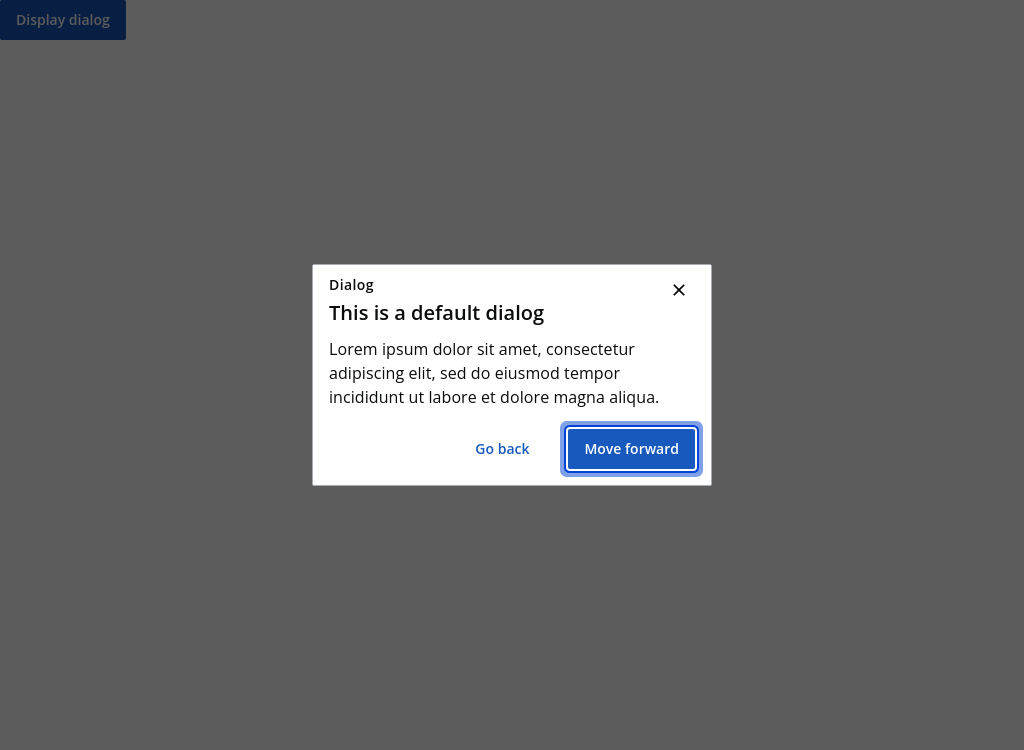 Display dialog
Dialog
This is a default dialog
Lorem ipsum dolor sit amet, consectetur
adipiscing elit, sed do eiusmod tempor
incididunt ut labore et dolore magna aliqua.
Go back
Move forward